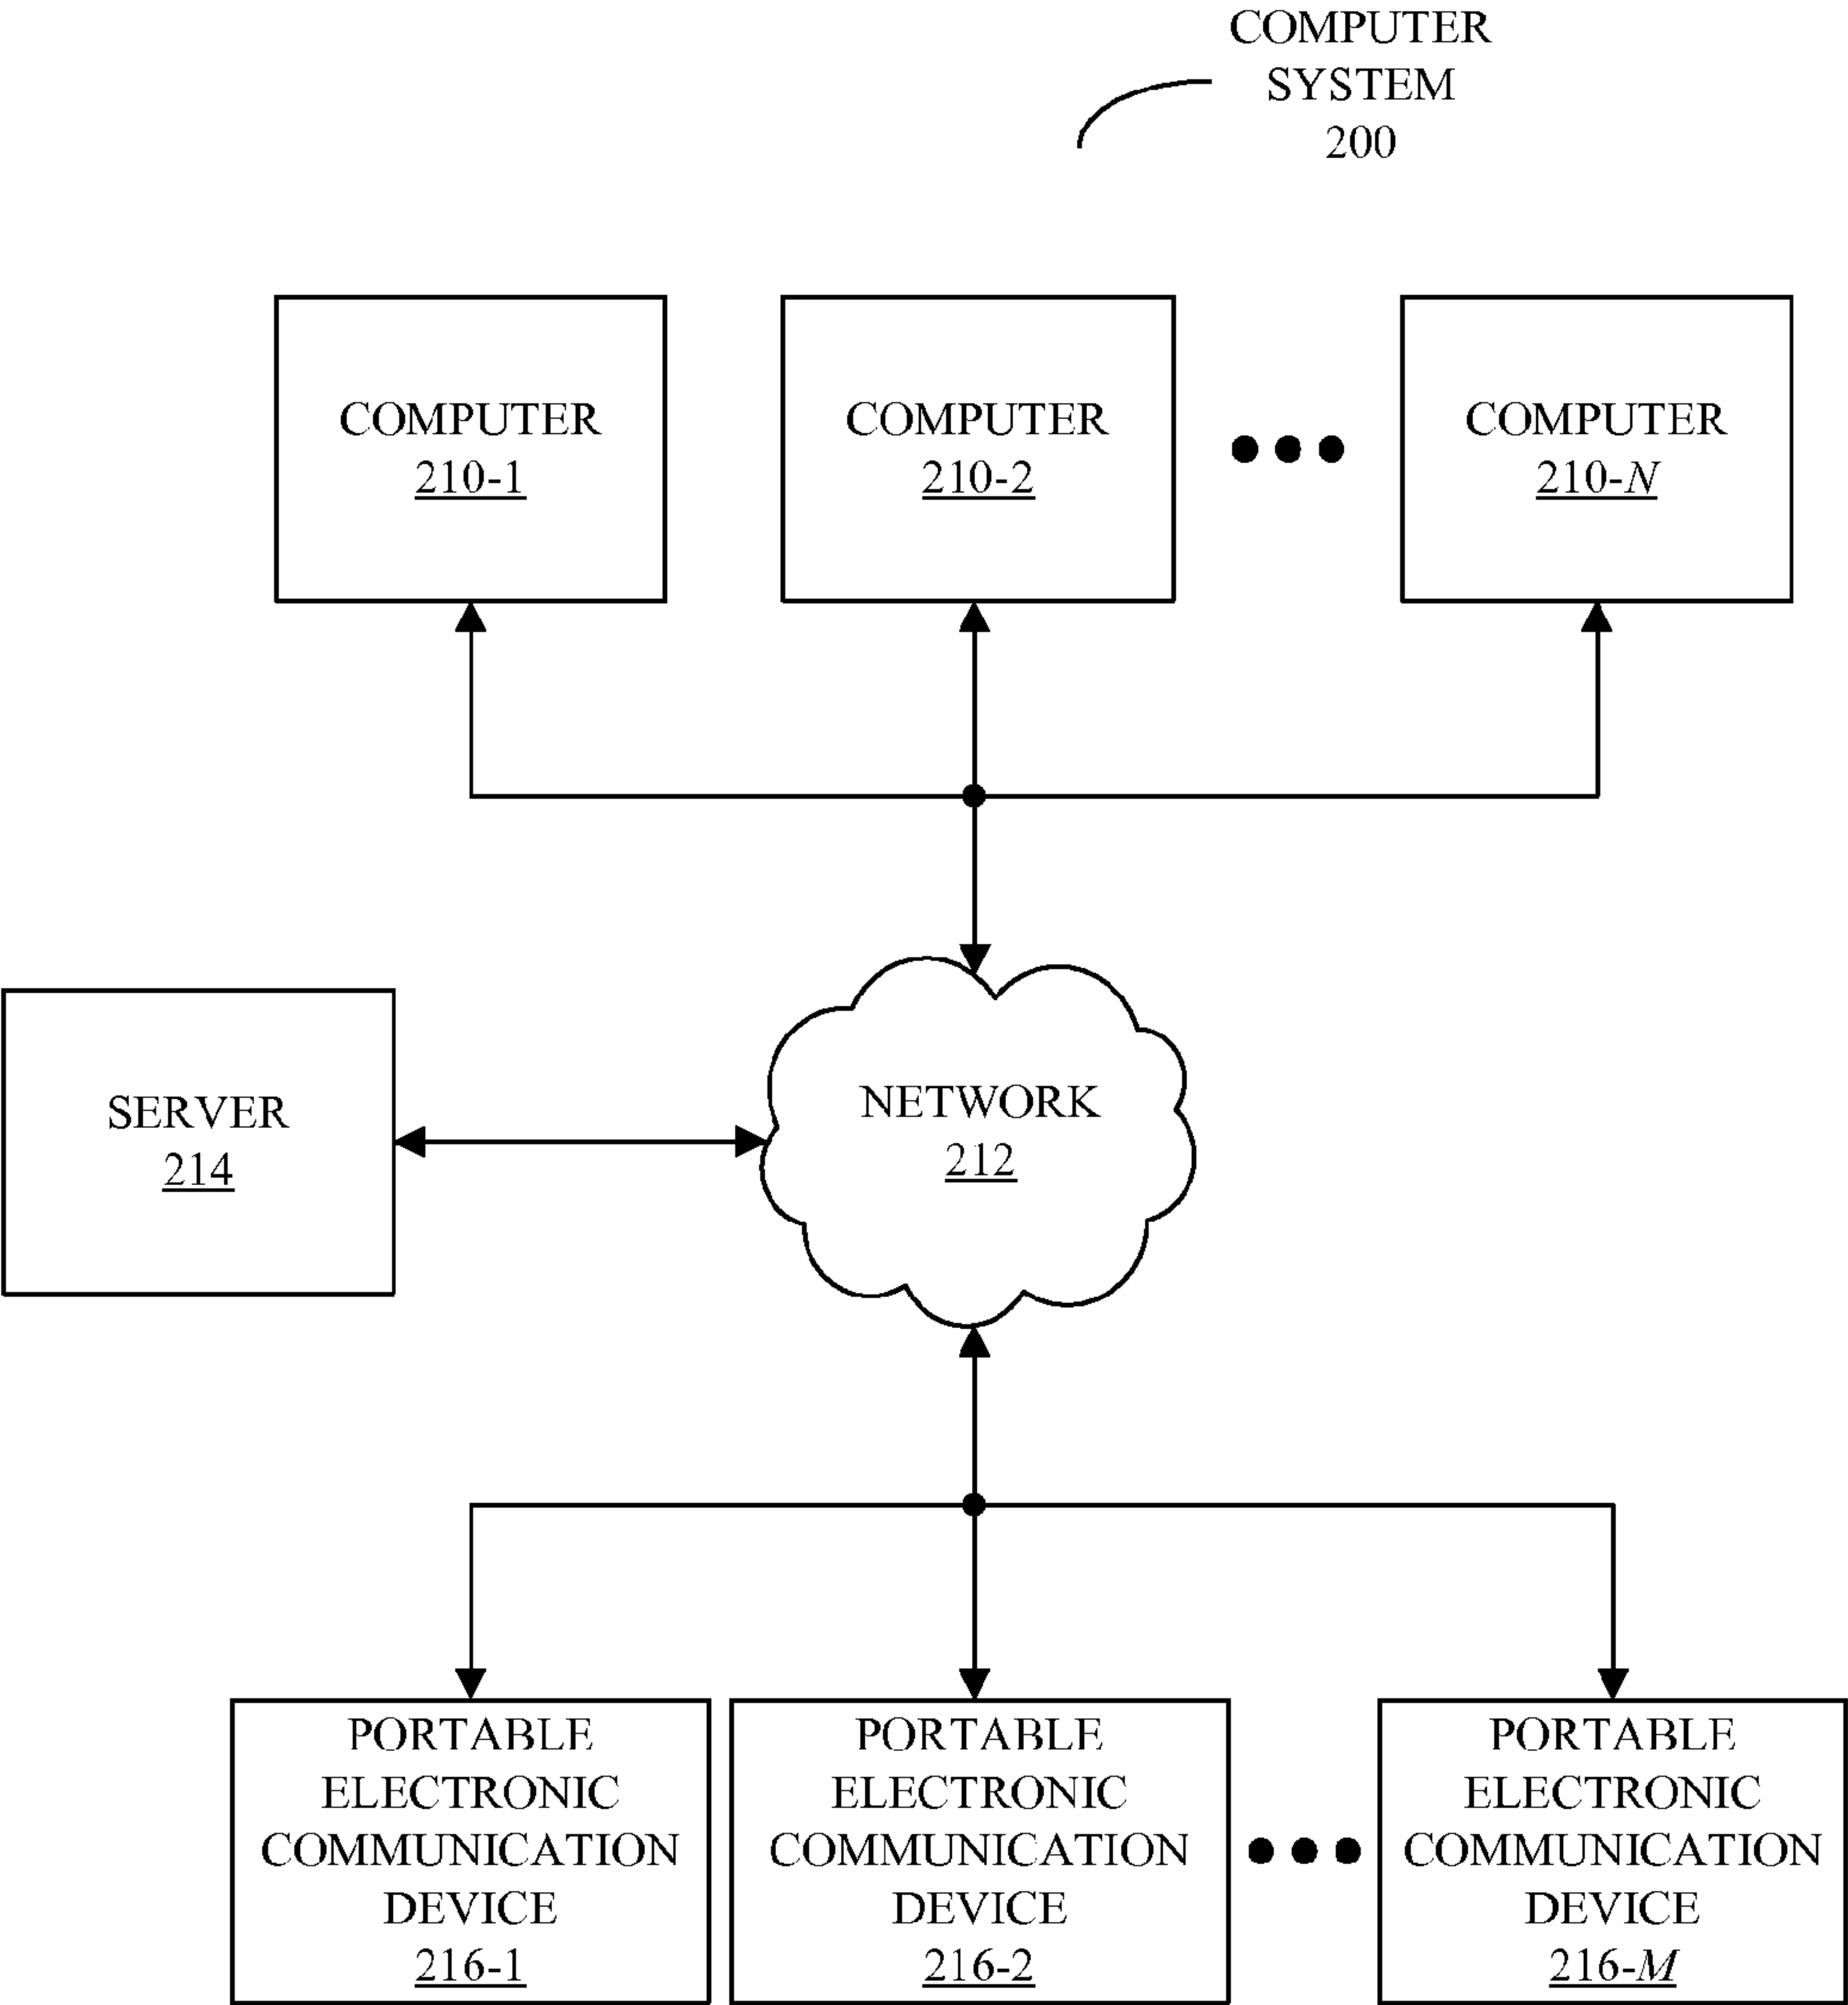 COMPUTER
SYSTEM
200
COMPUTER
210-1
COMPUTER
210-2
COMPUTER
210-N
SERVER
214
NETWORK
212
PORTABLE
ELECTRONIC
COMMUNICATION
DEVICE
216-1
PORTABLE
ELECTRONIC
COMMUNICATION
DEVICE
216-2
PORTABLE
ELECTRONIC
COMMUNICATION
DEVICE
216-M